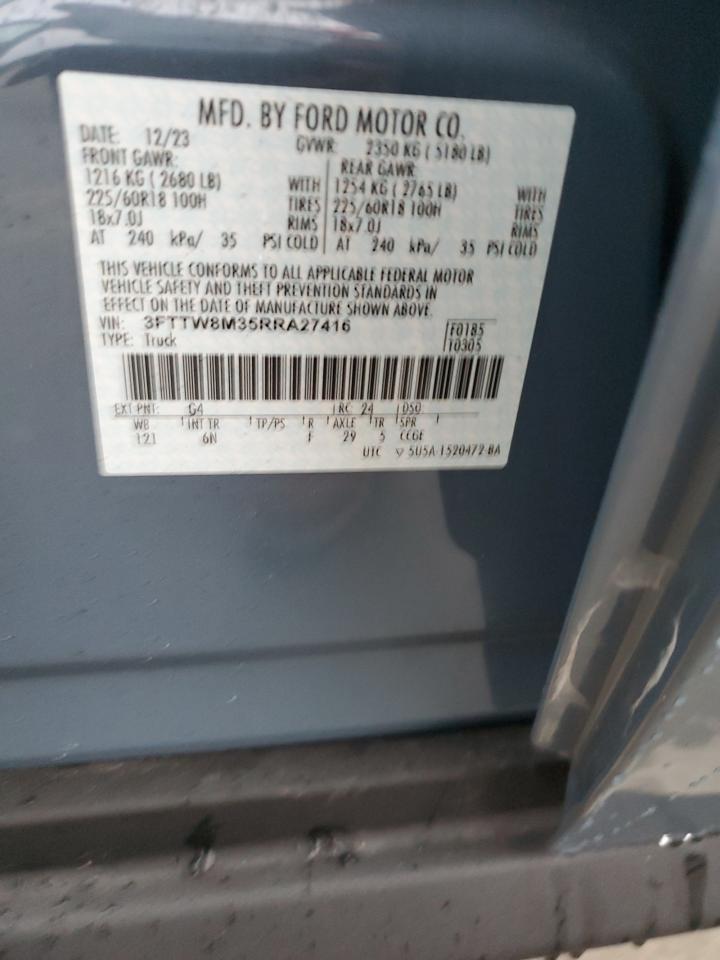 MFD. BY FORD MOTOR CO.
DATE: 12/23 GVWR: 2350 KG ( 5180 LB)
FRONT GAWR: REAR GAWR:
1216 KG ( 2680 LB) WITH 1254 KG ( 2765 LB) WITH
225/60R18 100H TIRES 225/60R18 100H TIRES
18x7.0J RIMS 18x7.0J RIMS
AT 240 kPa/ 35 PSI COLD AT 240 kPa/ 35 PSI COLD
THIS VEHICLE CONFORMS TO ALL APPLICABLE FEDERAL MOTOR
VEHICLE SAFETY AND THEFT PREVENTION STANDARDS IN
EFFECT ON THE DATE OF MANUFACTURE SHOWN ABOVE.
VIN: 3FTTW8M35RRA27416 F0185
TYPE: Truck T0305
EXT PNT: G4 RC: 24 DSO:
WB INT TR TP/PS R AXLE TR SPR
121 6N F 29 5 CCGE
UTC ▽ 5U5A-1520472-BA